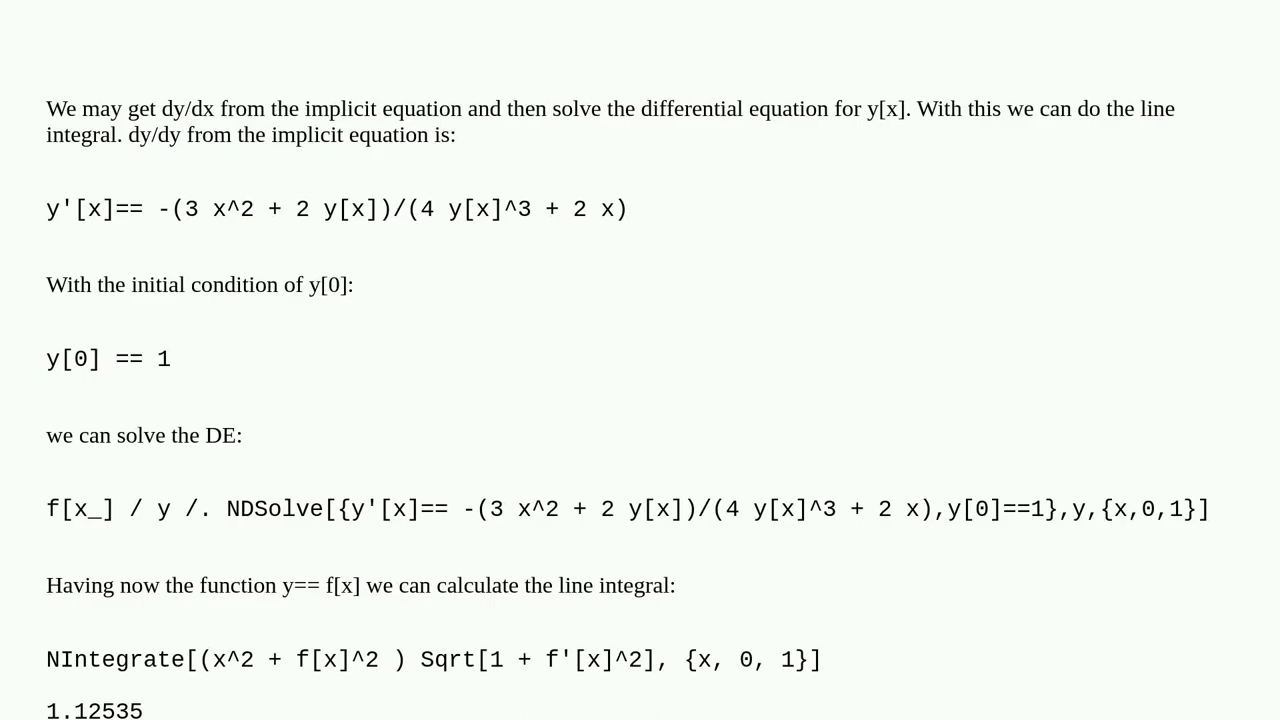 We may get dy/dx from the implicit equation and then solve the differential equation for y[x]. With this we can do the line
integral. dy/dy from the implicit equation is:
y'[x]== -(3 x^2 + 2 y[x])/(4 y[x]^3 + 2 x)
With the initial condition of y[0]:
y[0] == 1
we can solve the DE:
f[x_] / y /. NDSolve[{y'[x]== -(3 x^2 + 2 y[x])/(4 y[x]^3 + 2 x),y[0]==1},y,{x,0,1}]
Having now the function y== f[x] we can calculate the line integral:
NIntegrate[(x^2 + f[x]^2 ) Sqrt[1 + f'[x]^2], {x, 0, 1}]
1.12535